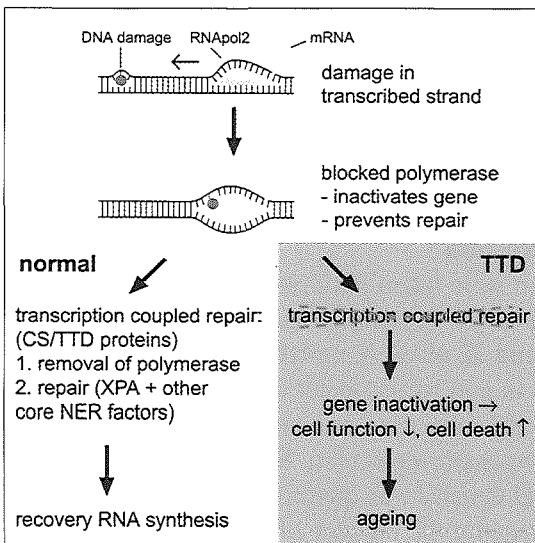 DNA damage RNApol2 mRNA
damage in
transcribed strand
blocked polymerase
- inactivates gene
- prevents repair
normal
transcription coupled repair:
(CS/TTD proteins)
1. removal of polymerase
2. repair (XPA + other
core NER factors)
recovery RNA synthesis
TTD
transcription coupled repair
gene inactivation →
cell function ↓, cell death ↑
ageing